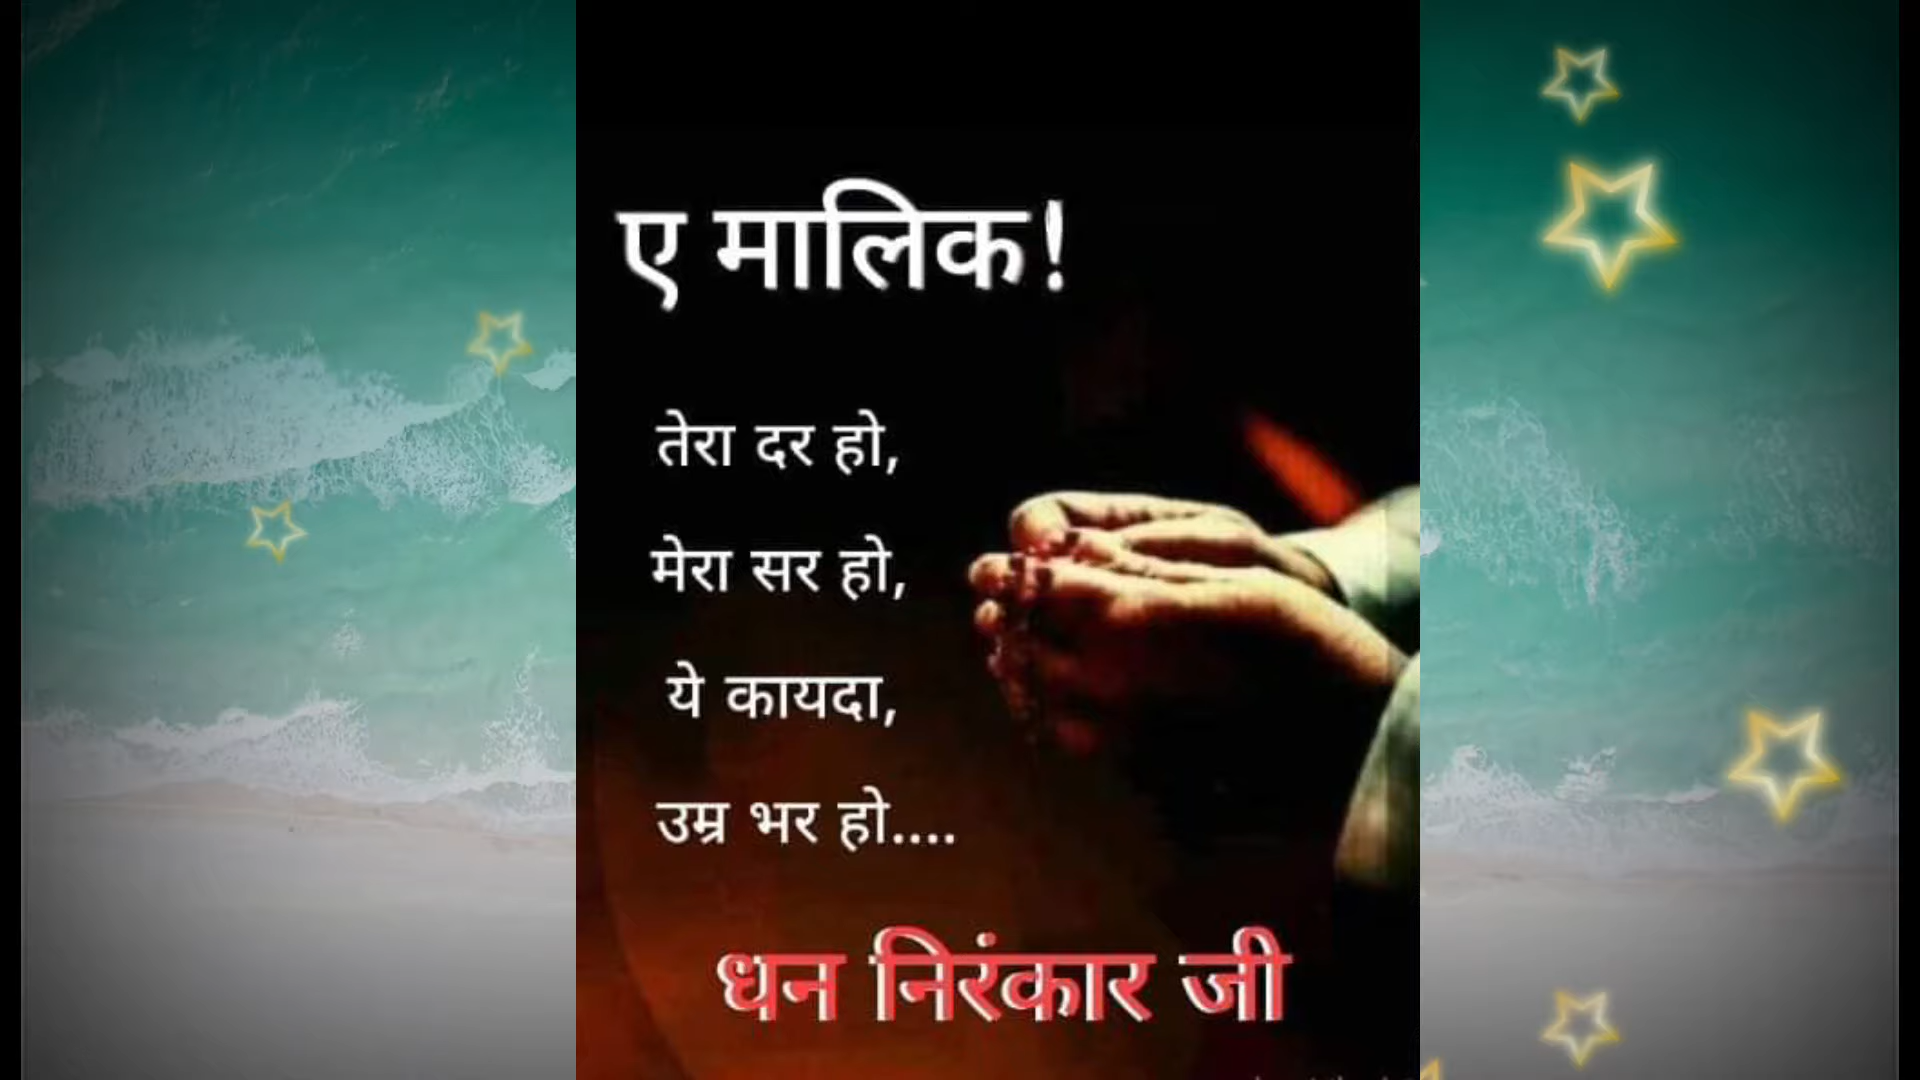 ए मालिक!
तेरा दर हो,
मेरा सर हो,
ये कायदा,
उम्र भर हो....
धन निरंकार जी